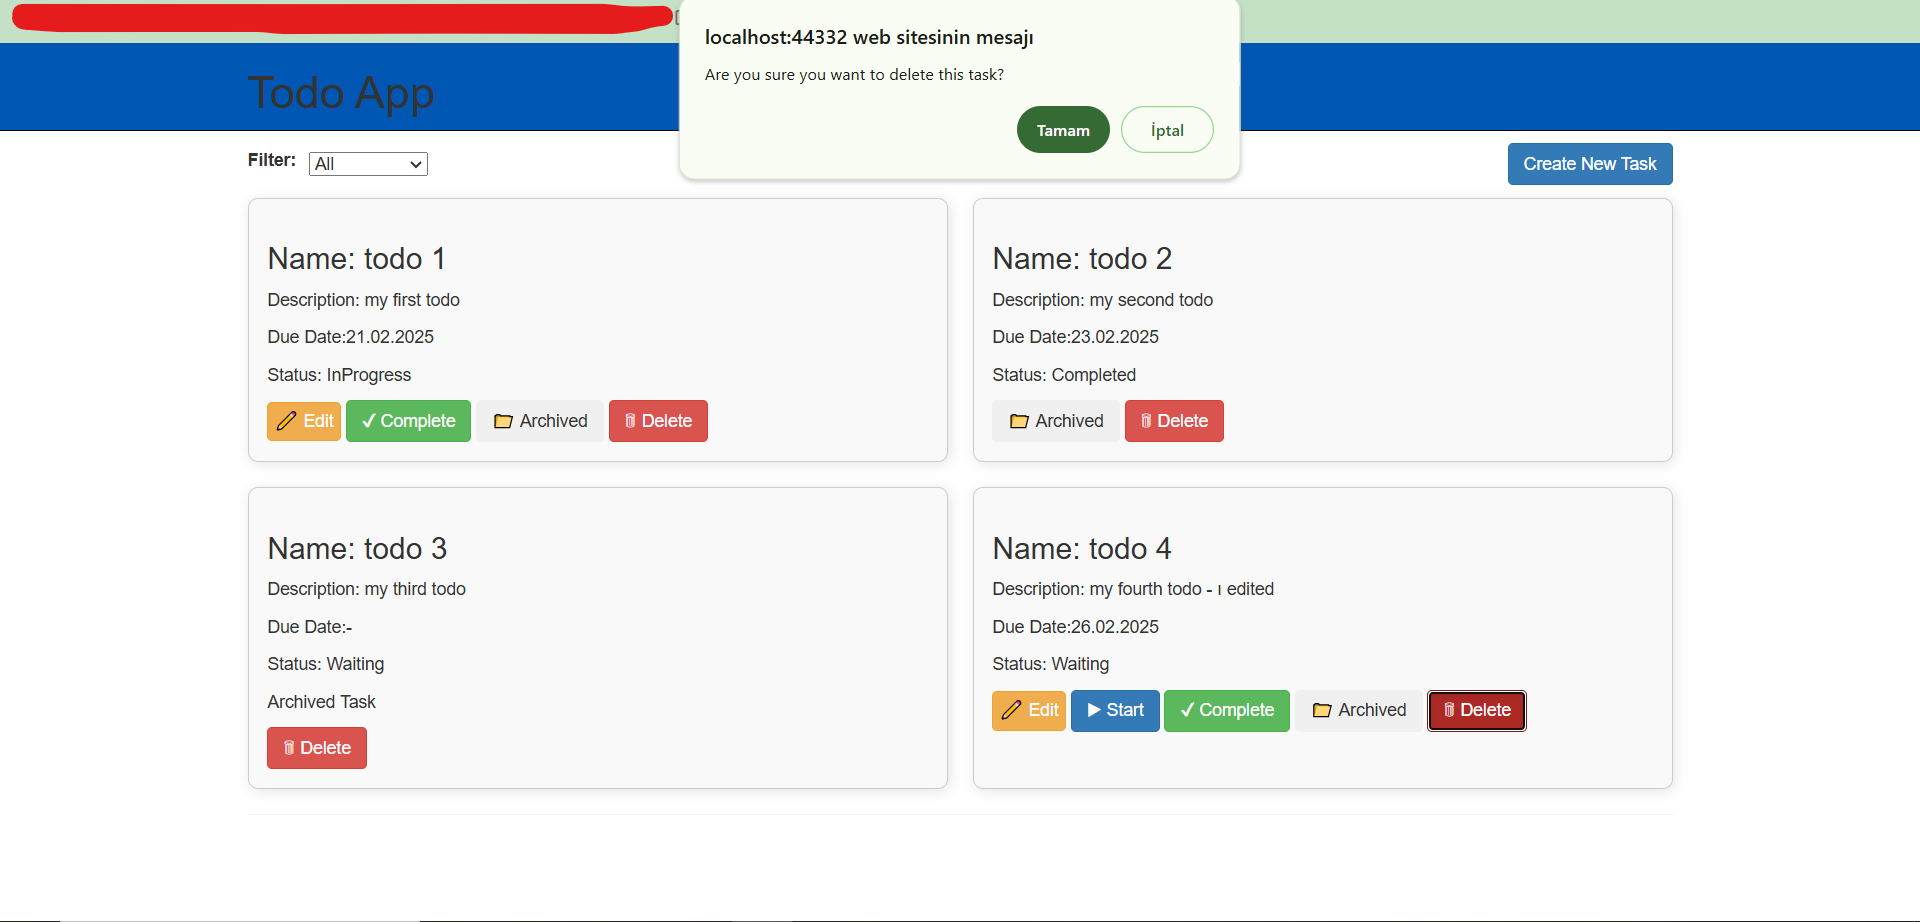 localhost:44332 web sitesinin mesajı
Are you sure you want to delete this task?
Tamam İptal
Todo App
Filter: All
Create New Task
Name: todo 1
Description: my first todo
Due Date:21.02.2025
Status: InProgress
Edit Complete Archived Delete
Name: todo 2
Description: my second todo
Due Date:23.02.2025
Status: Completed
Archived Delete
Name: todo 3
Description: my third todo
Due Date:-
Status: Waiting
Archived Task
Delete
Name: todo 4
Description: my fourth todo - ı edited
Due Date:26.02.2025
Status: Waiting
Edit Start Complete Archived Delete